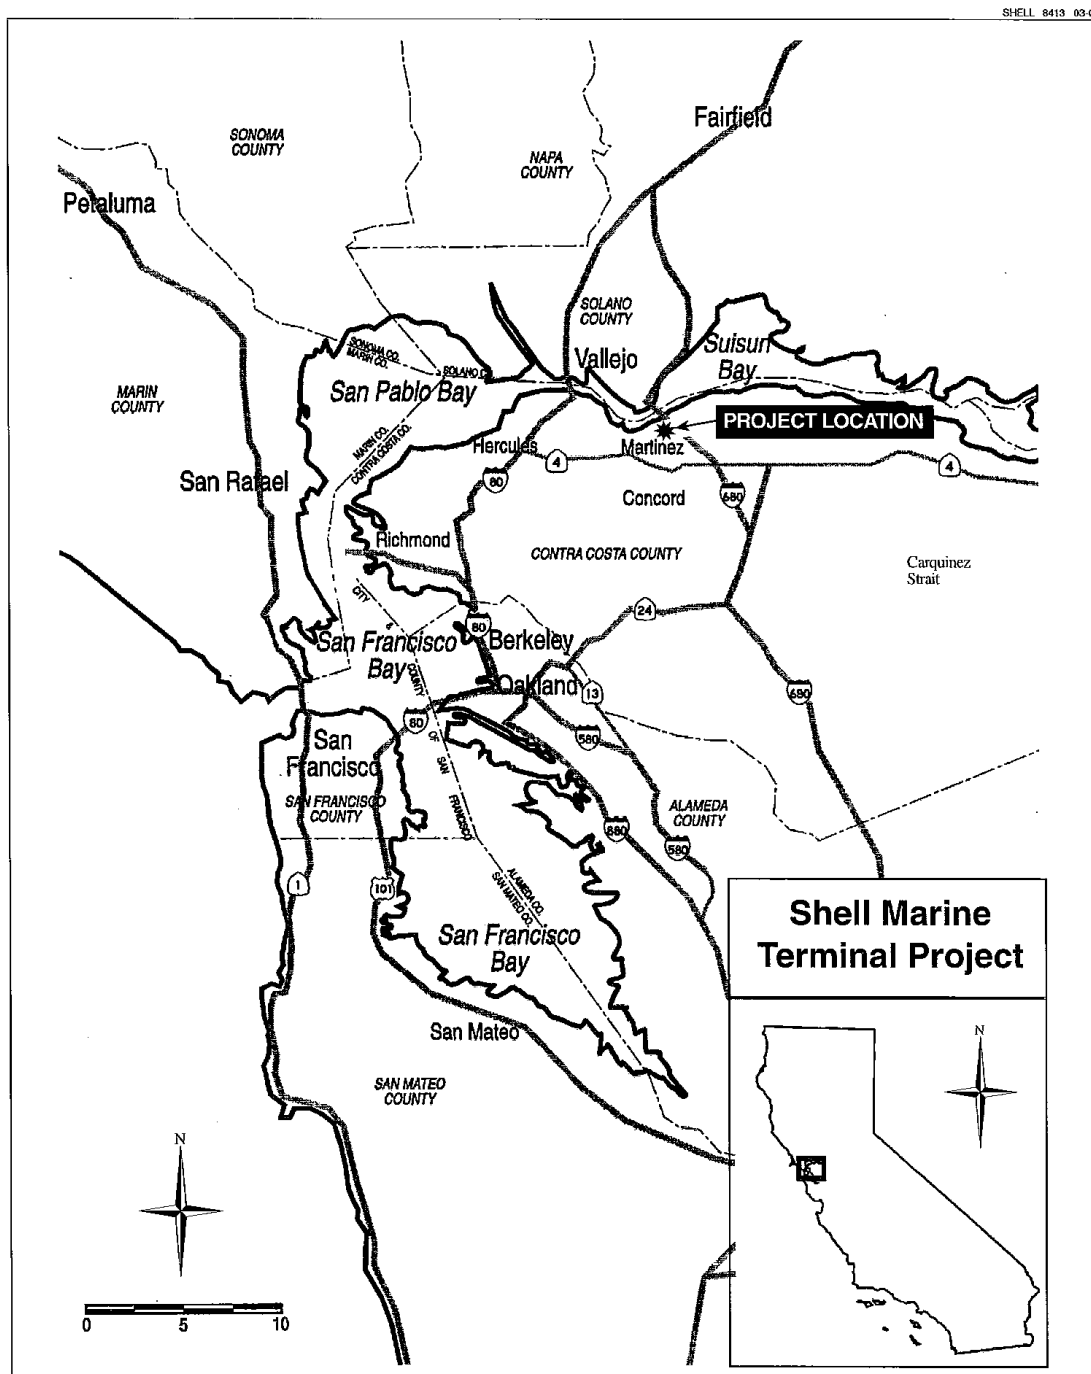 SHELL 8413 03-
Fairfield
SONOMA
COUNTY
NAPA
COUNTY
Petaluma
SOLANO
COUNTY
Vallejo
Suisun
Bay
SONOMA CO.
MARIN CO.
SOLANO C
San Pablo Bay
MARIN
COUNTY
PROJECT LOCATION
MARIN CO.
CONTRA COSTA CO.
Hercules
Martinez
4
4
San Rafael
80
680
Concord
Richmond
CONTRA COSTA COUNTY
Carquinez
Strait
CITY
&
COUNTY
OF
SAN
FRANCISCO
24
80
San Francisco
Bay
Berkeley
Oakland
13
680
80
580
San
Francisco
SAN FRANCISCO
COUNTY
ALAMEDA
COUNTY
880
580
1
101
ALAMEDA CO.
SAN MATEO CO.
San Francisco
Bay
San Mateo
SAN MATEO
COUNTY
Shell Marine
Terminal Project
N
N
0 5 10